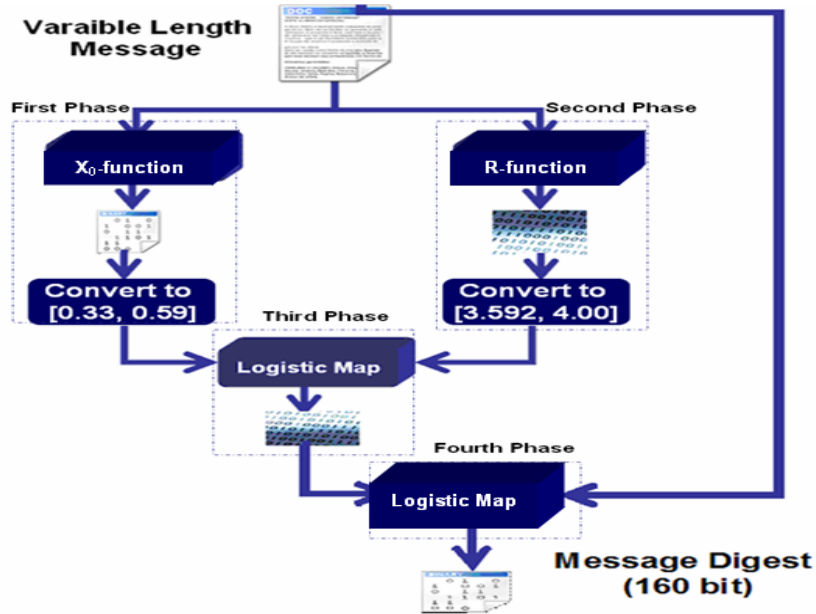 Varaible Length
Message
DOC
First Phase
Second Phase
X₀-function
R-function
Convert to
[0.33, 0.59]
Convert to
[3.592, 4.00]
Third Phase
Logistic Map
Fourth Phase
Logistic Map
Message Digest
(160 bit)